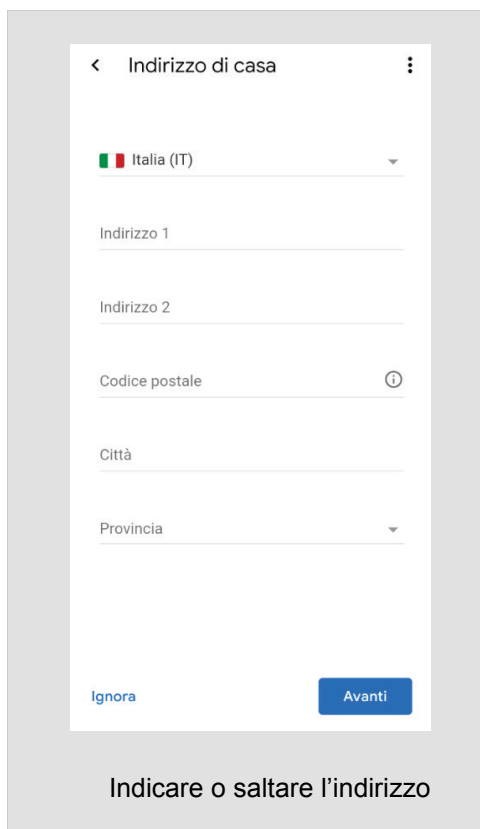 Indirizzo di casa
Italia (IT)
Indirizzo 1
Indirizzo 2
Codice postale
Città
Provincia
Ignora Avanti
Indicare o saltare l'indirizzo